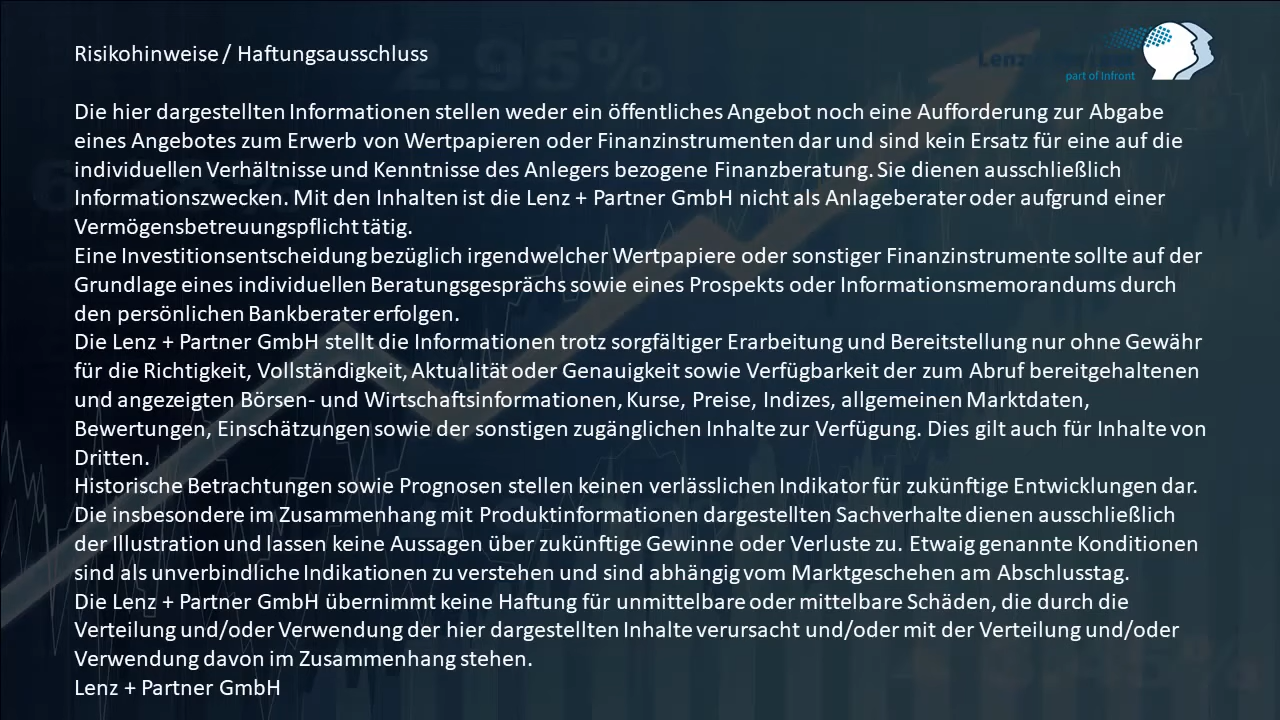 Risikohinweise / Haftungsausschluss
part of Infront
Die hier dargestellten Informationen stellen weder ein öffentliches Angebot noch eine Aufforderung zur Abgabe
eines Angebotes zum Erwerb von Wertpapieren oder Finanzinstrumenten dar und sind kein Ersatz für eine auf die
individuellen Verhältnisse und Kenntnisse des Anlegers bezogene Finanzberatung. Sie dienen ausschließlich
Informationszwecken. Mit den Inhalten ist die Lenz + Partner GmbH nicht als Anlageberater oder aufgrund einer
Vermögensbetreuungspflicht tätig.
Eine Investitionsentscheidung bezüglich irgendwelcher Wertpapiere oder sonstiger Finanzinstrumente sollte auf der
Grundlage eines individuellen Beratungsgesprächs sowie eines Prospekts oder Informationsmemorandums durch
den persönlichen Bankberater erfolgen.
Die Lenz + Partner GmbH stellt die Informationen trotz sorgfältiger Erarbeitung und Bereitstellung nur ohne Gewähr
für die Richtigkeit, Vollständigkeit, Aktualität oder Genauigkeit sowie Verfügbarkeit der zum Abruf bereitgehaltenen
und angezeigten Börsen- und Wirtschaftsinformationen, Kurse, Preise, Indizes, allgemeinen Marktdaten,
Bewertungen, Einschätzungen sowie der sonstigen zugänglichen Inhalte zur Verfügung. Dies gilt auch für Inhalte von
Dritten.
Historische Betrachtungen sowie Prognosen stellen keinen verlässlichen Indikator für zukünftige Entwicklungen dar.
Die insbesondere im Zusammenhang mit Produktinformationen dargestellten Sachverhalte dienen ausschließlich
der Illustration und lassen keine Aussagen über zukünftige Gewinne oder Verluste zu. Etwaig genannte Konditionen
sind als unverbindliche Indikationen zu verstehen und sind abhängig vom Marktgeschehen am Abschlusstag.
Die Lenz + Partner GmbH übernimmt keine Haftung für unmittelbare oder mittelbare Schäden, die durch die
Verteilung und/oder Verwendung der hier dargestellten Inhalte verursacht und/oder mit der Verteilung und/oder
Verwendung davon im Zusammenhang stehen.
Lenz + Partner GmbH